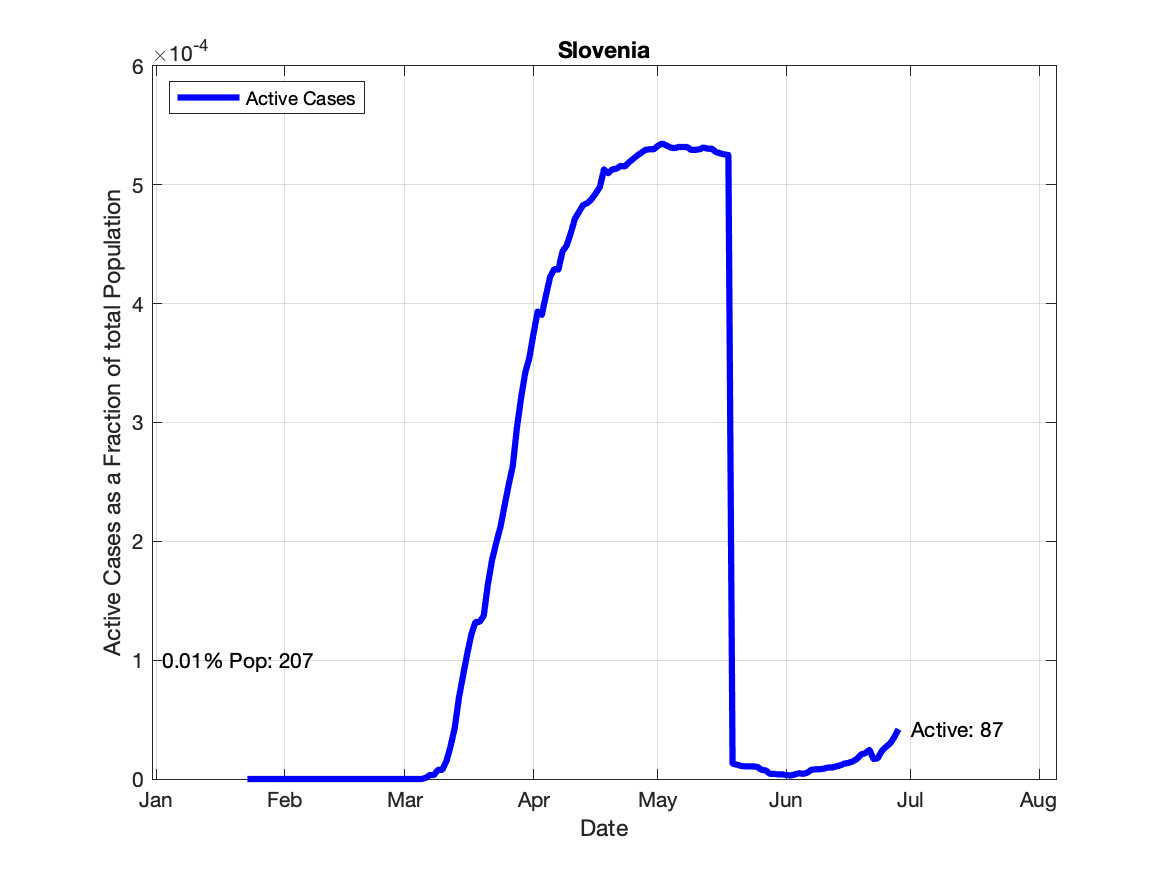 Slovenia
×10^-4
Active Cases
6
5
4
3
2
1
0
Active Cases as a Fraction of total Population
0.01% Pop: 207
Active: 87
Jan Feb Mar Apr May Jun Jul Aug
Date